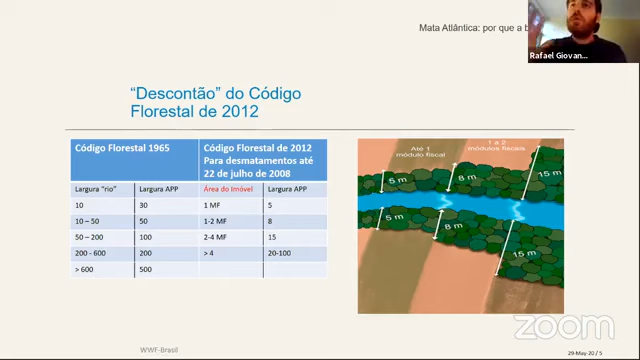 Mata Atlântica: por que a b
Rafael Giovan...
“Descontão” do Código
Florestal de 2012
Código Florestal 1965
Código Florestal de 2012
Para desmatamentos até
22 de julho de 2008
Largura “rio” Largura APP Área do Imóvel Largura APP
10 30 1 MF 5
10 – 50 50 1-2 MF 8
50 – 200 100 2-4 MF 15
200 - 600 200 > 4 20-100
> 600 500
Até 1
módulo fiscal
1 a 2
módulos fiscais
5 m
8 m
15 m
5 m
8 m
15 m
zoom
WWF-Brasil
29-May 20 / 5